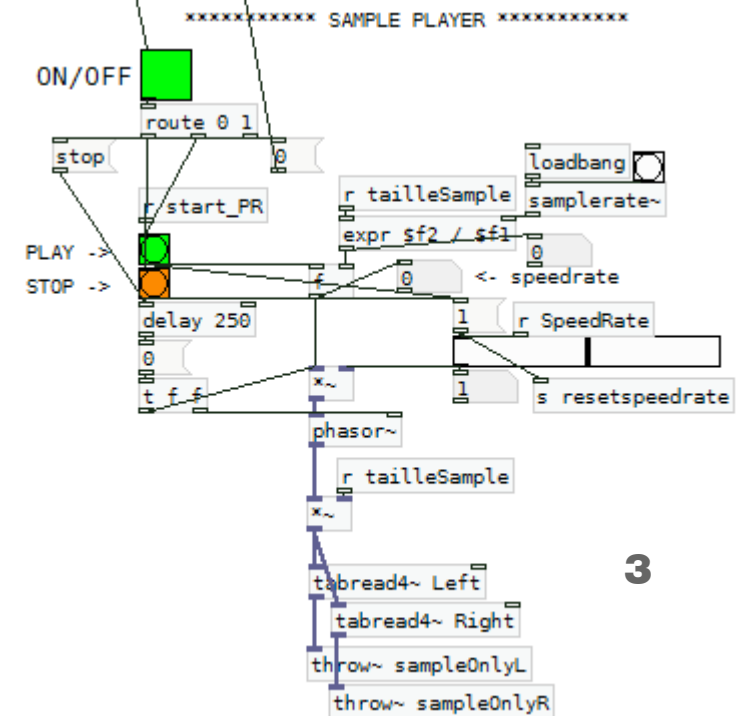 *********** SAMPLE PLAYER ***********
ON/OFF
route 0 1
stop
0
loadbang
r start_PR
r tailleSample
samplerate~
expr $f2 / $f1
PLAY ->
0
STOP ->
f
0
<- speedrate
delay 250
1
r SpeedRate
0
*~
1
t f f
s resetspeedrate
phasor~
r tailleSample
*~
3
tabread4~ Left
tabread4~ Right
throw~ sampleOnlyL
throw~ sampleOnlyR